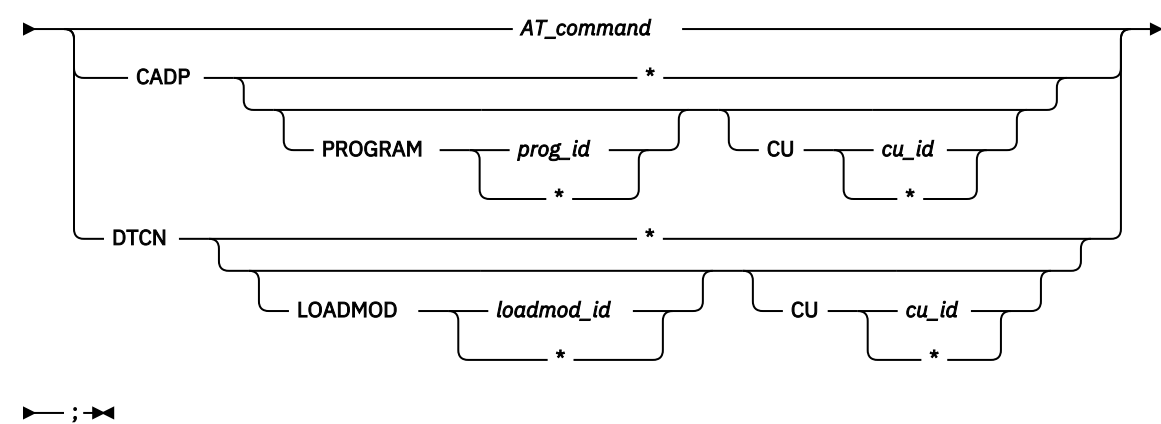 AT_command
CADP *
PROGRAM prog_id CU cu_id
* *
DTCN *
LOADMOD loadmod_id CU cu_id
* *
;